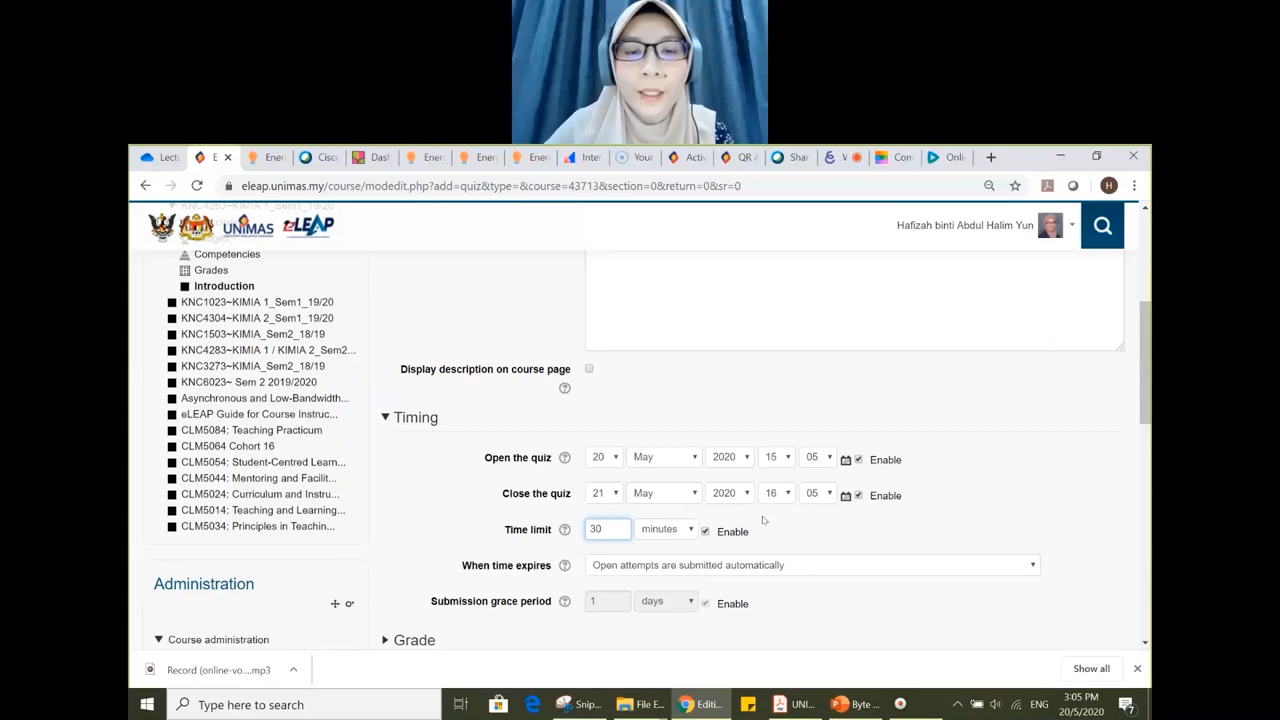 Lectu
E
Ener
Cisc
Dash
Ener
Ener
Ener
Inter
Your
Activ
QR A
Shar
V
Con
Onli
eleap.unimas.my/course/modedit.php?add=quiz&type=&course=43713&section=0&return=0&sr=0
H
KNC4253~KIMIA 1_Sem1_19/20
UNIMAS
eLEAP
Hafizah binti Abdul Halim Yun
Competencies
Grades
Introduction
KNC1023~KIMIA 1_Sem1_19/20
KNC4304~KIMIA 2_Sem1_19/20
KNC1503~KIMIA_Sem2_18/19
KNC4283~KIMIA 1 / KIMIA 2_Sem2...
KNC3273~KIMIA_Sem2_18/19
KNC6023~ Sem 2 2019/2020
Asynchronous and Low-Bandwidth...
eLEAP Guide for Course Instruc...
CLM5084: Teaching Practicum
CLM5064 Cohort 16
CLM5054: Student-Centred Learn...
CLM5044: Mentoring and Facilit...
CLM5024: Curriculum and Instru...
CLM5014: Teaching and Learning...
CLM5034: Principles in Teachin...
Administration
Course administration
Display description on course page
Timing
Open the quiz 20 May 2020 15 05 Enable
Close the quiz 21 May 2020 16 05 Enable
Time limit 30 minutes Enable
When time expires Open attempts are submitted automatically
Submission grace period 1 days Enable
Grade
Record (online-vo....mp3
Show all
Type here to search
Snip...
File E...
Editi...
UNI...
Byte ...
ENG
3:05 PM
20/5/2020
7